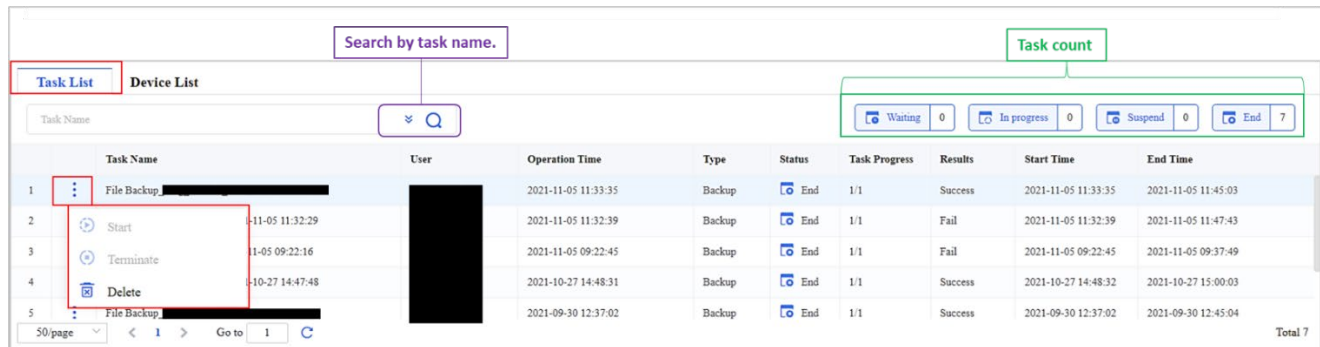 Search by task name.
Task count
Task List Device List
Task Name
Waiting 0 In progress 0 Suspend 0 End 7
Task Name User Operation Time Type Status Task Progress Results Start Time End Time
1 File Backup_ 2021-11-05 11:33:35 Backup End 1/1 Success 2021-11-05 11:33:35 2021-11-05 11:45:03
2 -11-05 11:32:29 2021-11-05 11:32:39 Backup End 1/1 Fail 2021-11-05 11:32:39 2021-11-05 11:47:43
Start
3 11-05 09:22:16 2021-11-05 09:22:45 Backup End 1/1 Fail 2021-11-05 09:22:45 2021-11-05 09:37:49
Terminate
4 -10-27 14:47:48 2021-10-27 14:48:31 Backup End 1/1 Success 2021-10-27 14:48:32 2021-10-27 15:00:03
Delete
5 File Backup_ 2021-09-30 12:37:02 Backup End 1/1 Success 2021-09-30 12:37:02 2021-09-30 12:45:04
50/page < 1 > Go to 1 Total 7